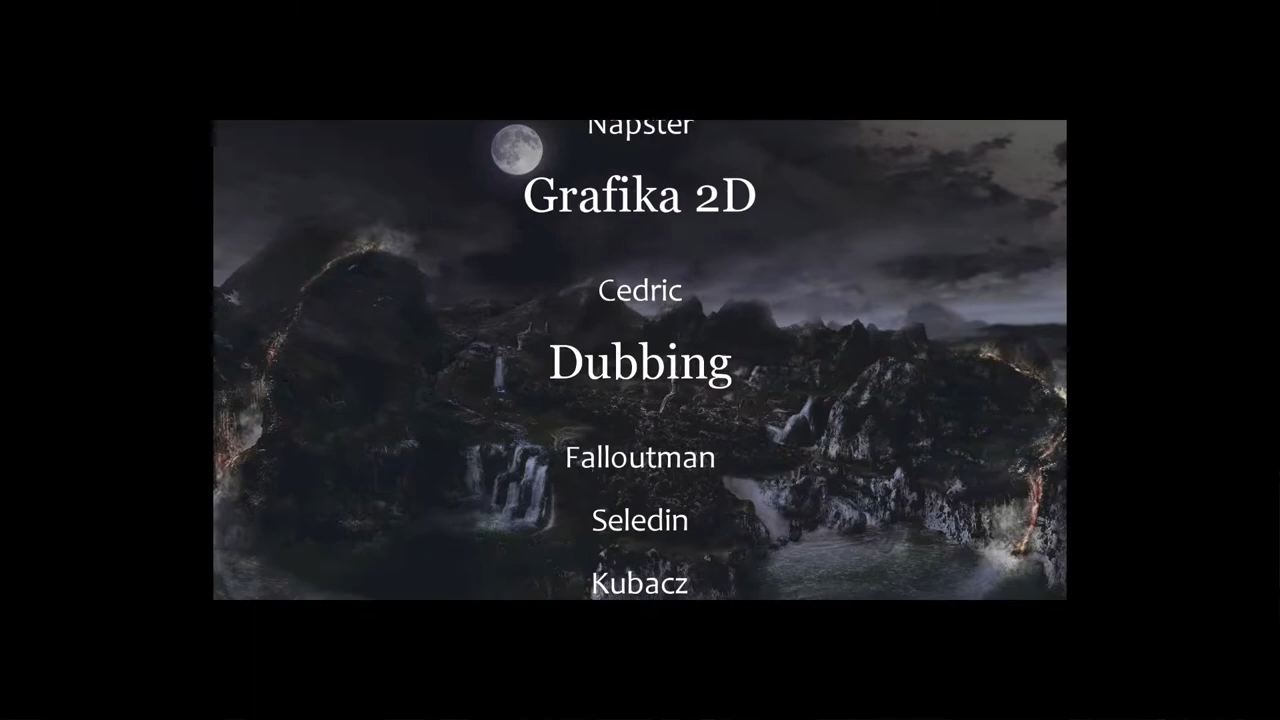 Napster
Grafika 2D
Cedric
Dubbing
Falloutman
Seledin
Kubacz